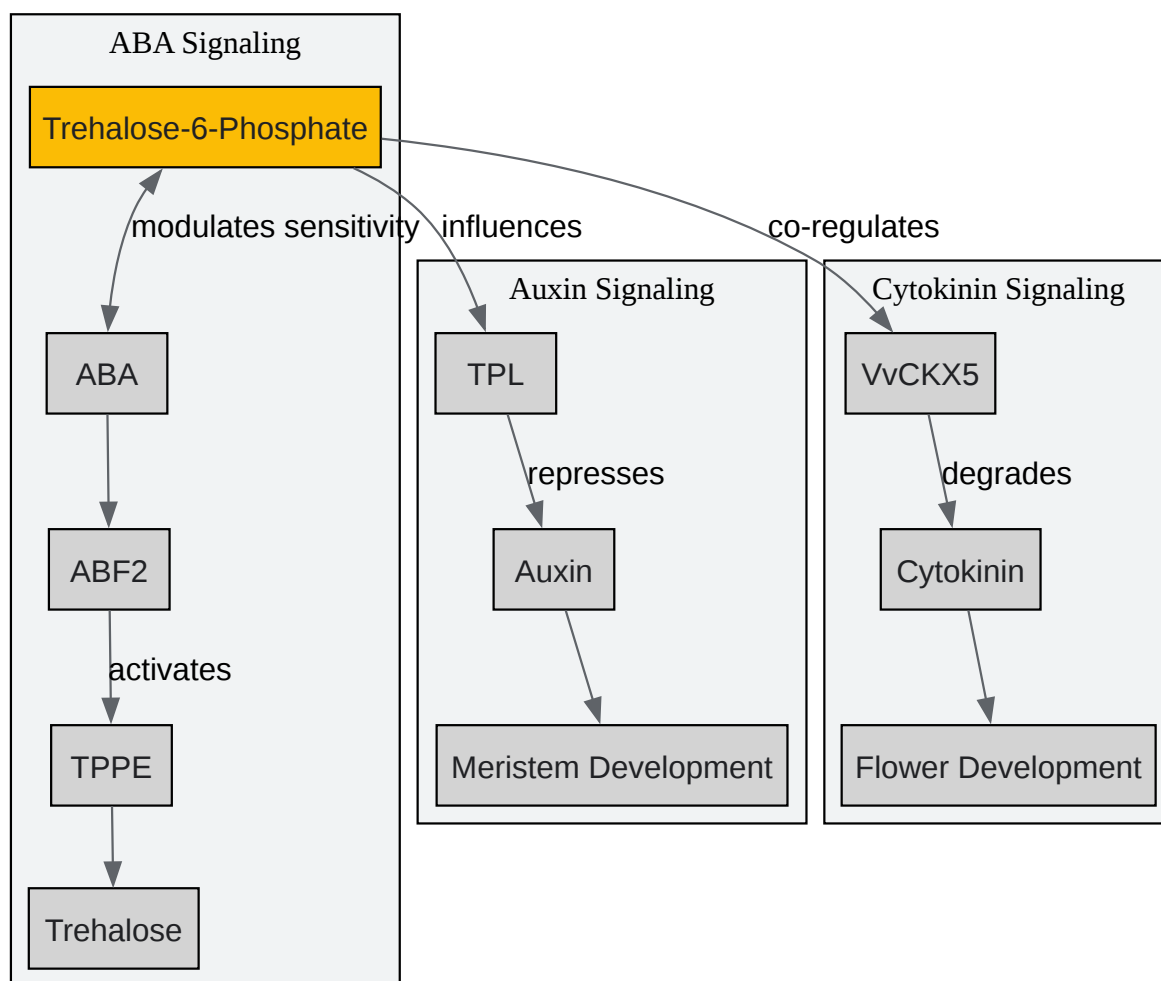 ABA Signaling
Trehalose-6-Phosphate
modulates sensitivity
influences
co-regulates
Auxin Signaling
Cytokinin Signaling
ABA
TPL
VvCKX5
represses
degrades
ABF2
Auxin
Cytokinin
activates
TPPE
Meristem Development
Flower Development
Trehalose